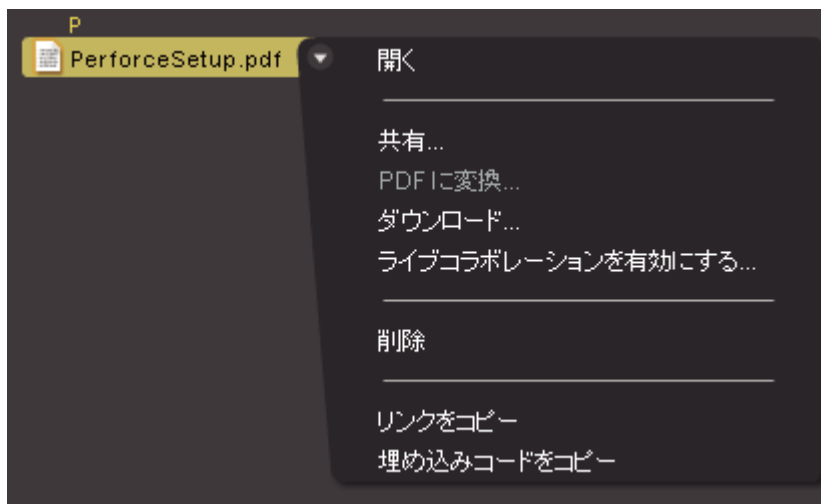 P
PerforceSetup.pdf
開く
共有...
PDFに変換...
ダウンロード...
ライブコラボレーションを有効にする...
削除
リンクをコピー
埋め込みコードをコピー